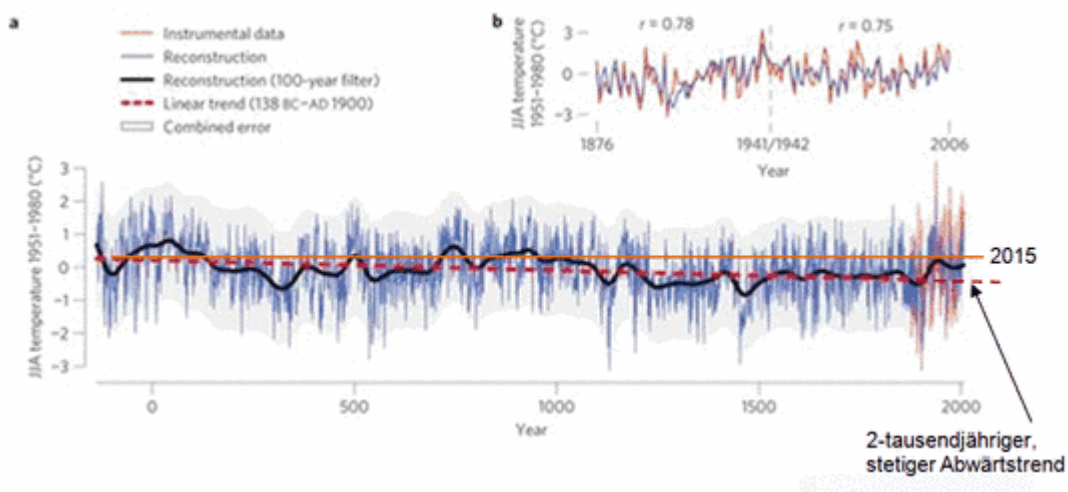 a
Instrumental data
Reconstruction
Reconstruction (100-year filter)
Linear trend (138 BC–AD 1900)
Combined error
b
r = 0.78
r = 0.75
JJA temperature
1951–1980 (°C)
3
0
−3
1876
1941/1942
2006
Year
JJA temperature 1951–1980 (°C)
3
2
1
0
−1
−2
−3
2015
0
500
1000
1500
2000
Year
2-tausendjähriger,
stetiger Abwärtstrend